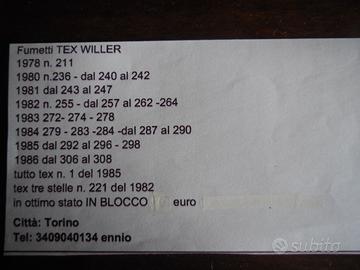 Fumetti TEX WILLER
1978 n. 211
1980 n.236 - dal 240 al 242
1981 dal 243 al 247
1982 n. 255 - dal 257 al 262 -264
1983 272- 274 - 278
1984 279 - 283 -284 -dal 287 al 290
1985 dal 292 al 296 - 298
1986 dal 306 al 308
tutto tex n. 1 del 1985
tex tre stelle n. 221 del 1982
in ottimo stato IN BLOCCO euro
Città: Torino
Tel: 3409040134 ennio
subito